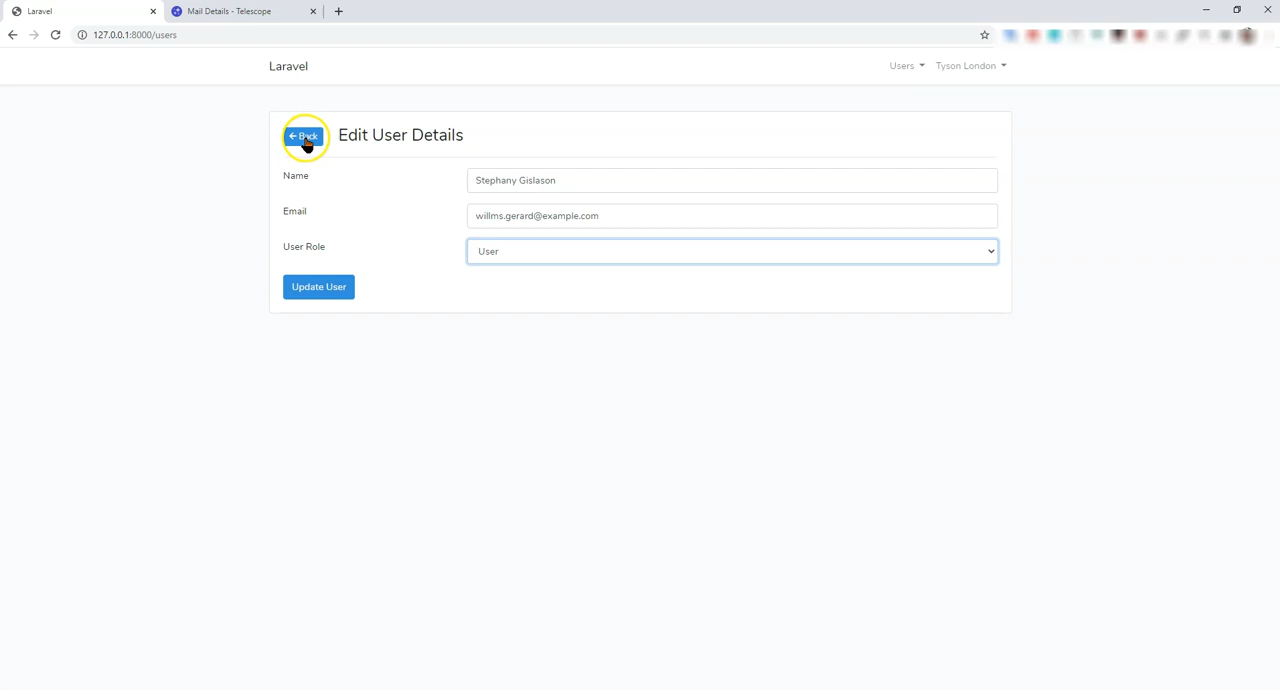 Laravel
Mail Details - Telescope
127.0.0.1:8000/users
Laravel
Users
Tyson London
Back
Edit User Details
Name
Stephany Gislason
Email
willms.gerard@example.com
User Role
User
Update User